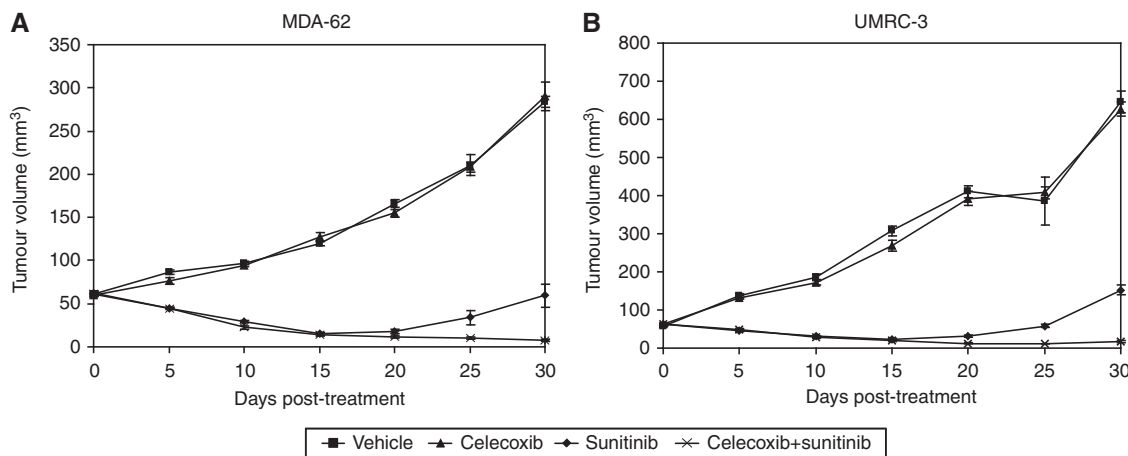 A
MDA-62
350
300
250
200
150
100
50
0
Tumour volume (mm³)
0 5 10 15 20 25 30
Days post-treatment
B
UMRC-3
800
700
600
500
400
300
200
100
0
Tumour volume (mm³)
0 5 10 15 20 25 30
Days post-treatment
Vehicle Celecoxib Sunitinib Celecoxib+sunitinib